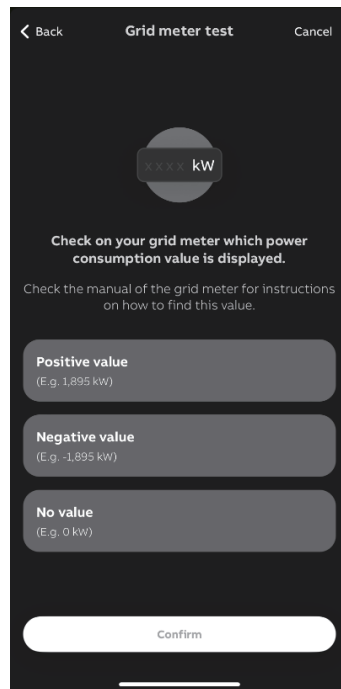 Back
Grid meter test
Cancel
x x x x kW
Check on your grid meter which power
consumption value is displayed.
Check the manual of the grid meter for instructions
on how to find this value.
Positive value
(E.g. 1,895 kW)
Negative value
(E.g. -1,895 kW)
No value
(E.g. 0 kW)
Confirm